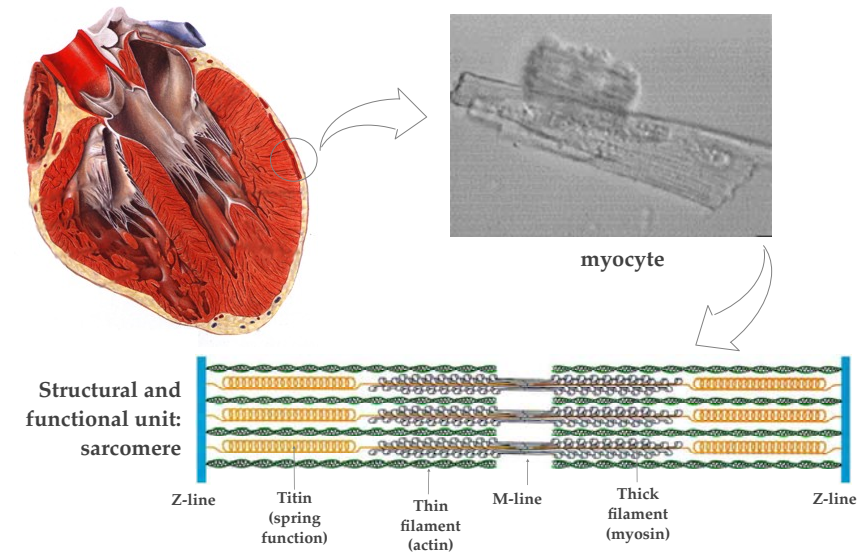 myocyte
Structural and
functional unit:
sarcomere
Z-line
Titin
(spring
function)
Thin
filament
(actin)
M-line
Thick
filament
(myosin)
Z-line